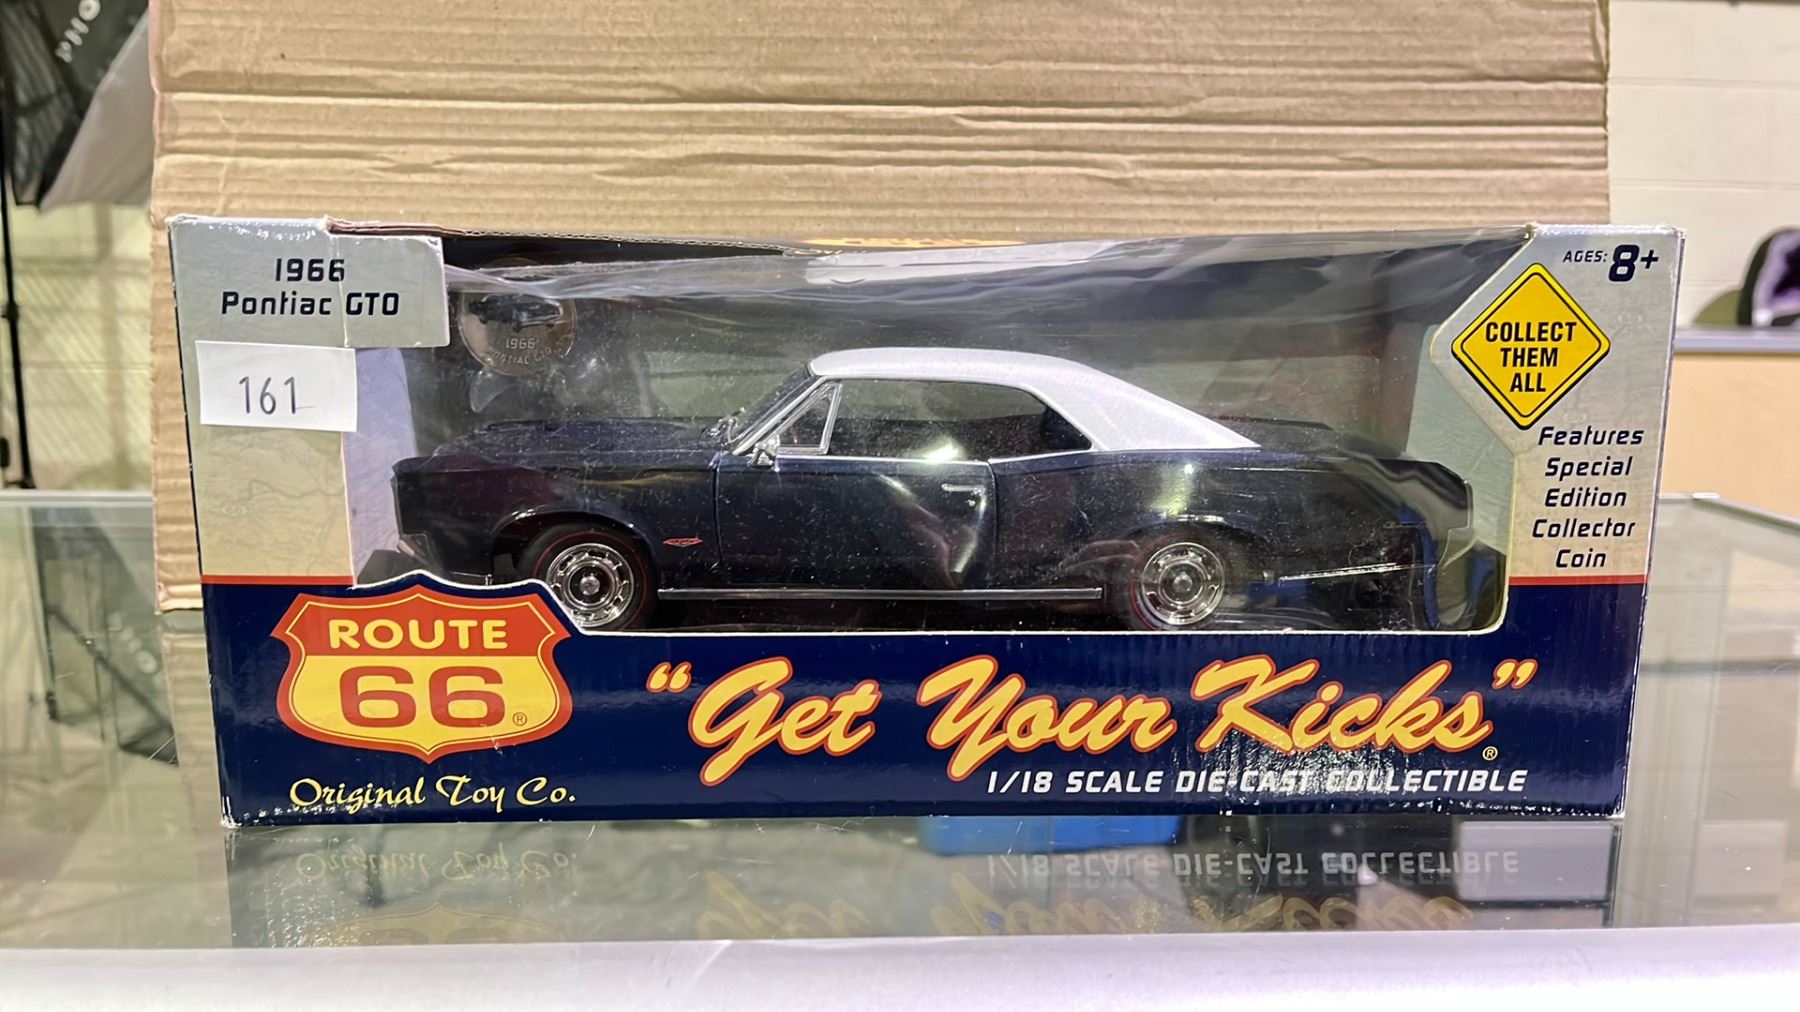 1966
Pontiac GTO
161
1966
PONTIAC GTO
AGES: 8+
COLLECT
THEM
ALL
Features
Special
Edition
Collector
Coin
ROUTE
66®
Original Toy Co.
"Get Your Kicks"®
1/18 SCALE DIE-CAST COLLECTIBLE